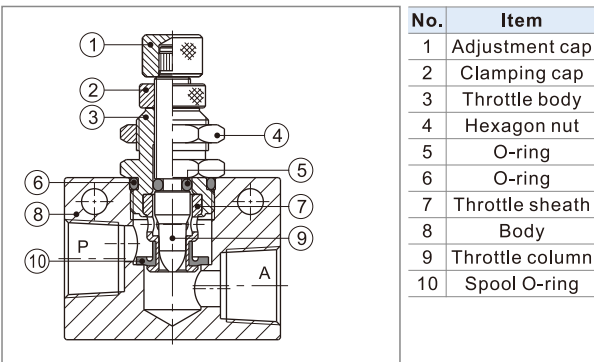 1
2
3
4
5
6
7
8
9
10
P
A
No. Item
1 Adjustment cap
2 Clamping cap
3 Throttle body
4 Hexagon nut
5 O-ring
6 O-ring
7 Throttle sheath
8 Body
9 Throttle column
10 Spool O-ring